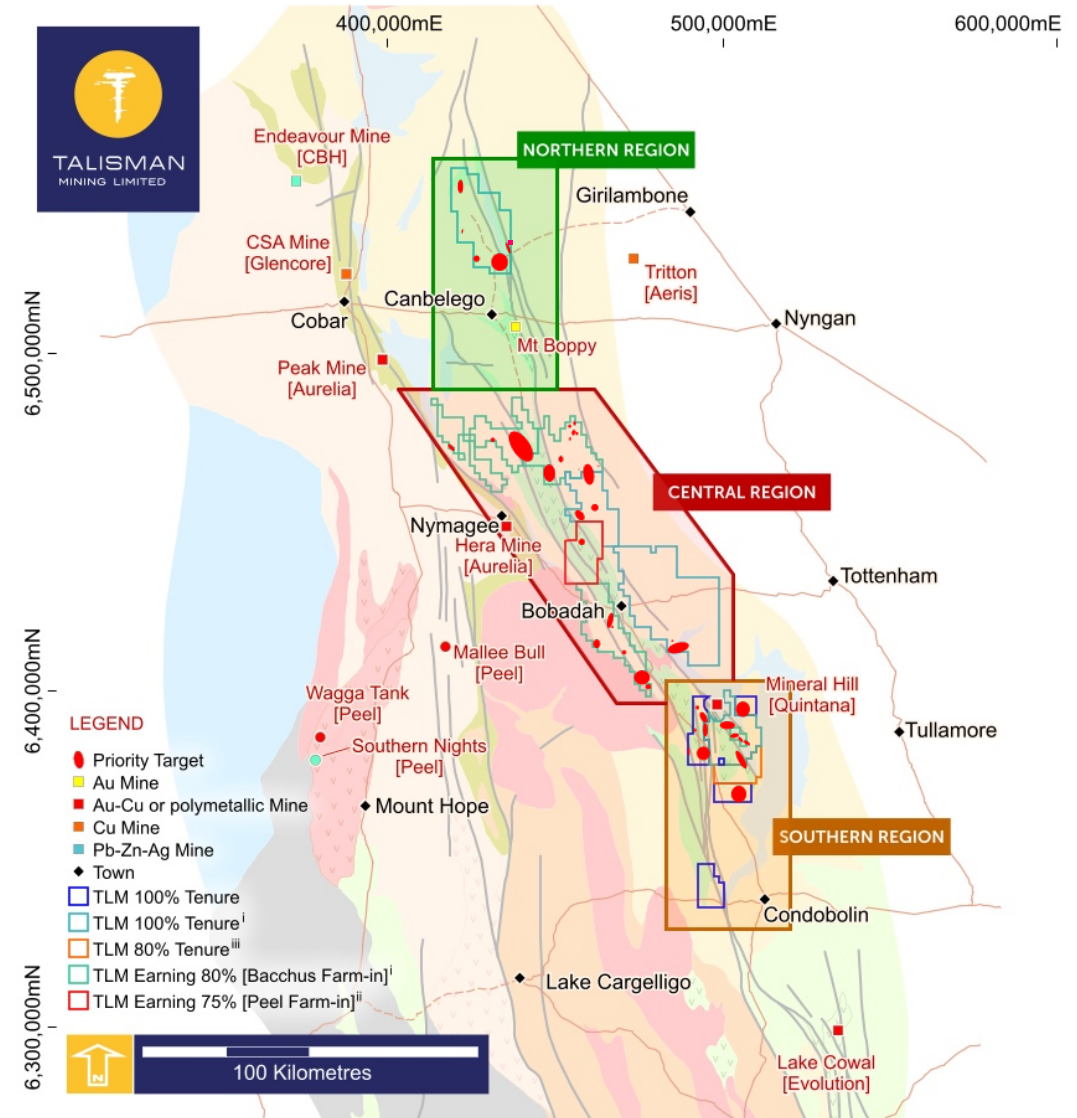 400,000mE
500,000mE
600,000mE
TALISMAN
MINING LIMITED
Endeavour Mine
[CBH]
NORTHERN REGION
Girilambone
CSA Mine
[Glencore]
Tritton
[Aeris]
Canbelego
Cobar
Nyngan
Mt Boppy
6,500,000mN
Peak Mine
[Aurelia]
CENTRAL REGION
Nymagee
Hera Mine
[Aurelia]
Tottenham
Bobadah
Mallee Bull
[Peel]
6,400,000mN
Mineral Hill
[Quintana]
Wagga Tank
[Peel]
Tullamore
Southern Nights
[Peel]
Mount Hope
SOUTHERN REGION
Condobolin
Lake Cargelligo
6,300,000mN
Lake Cowal
[Evolution]
LEGEND
Priority Target
Au Mine
Au-Cu or polymetallic Mine
Cu Mine
Pb-Zn-Ag Mine
Town
TLM 100% Tenure
TLM 100% Tenure i
TLM 80% Tenure iii
TLM Earning 80% [Bacchus Farm-in] i
TLM Earning 75% [Peel Farm-in] ii
N
100 Kilometres